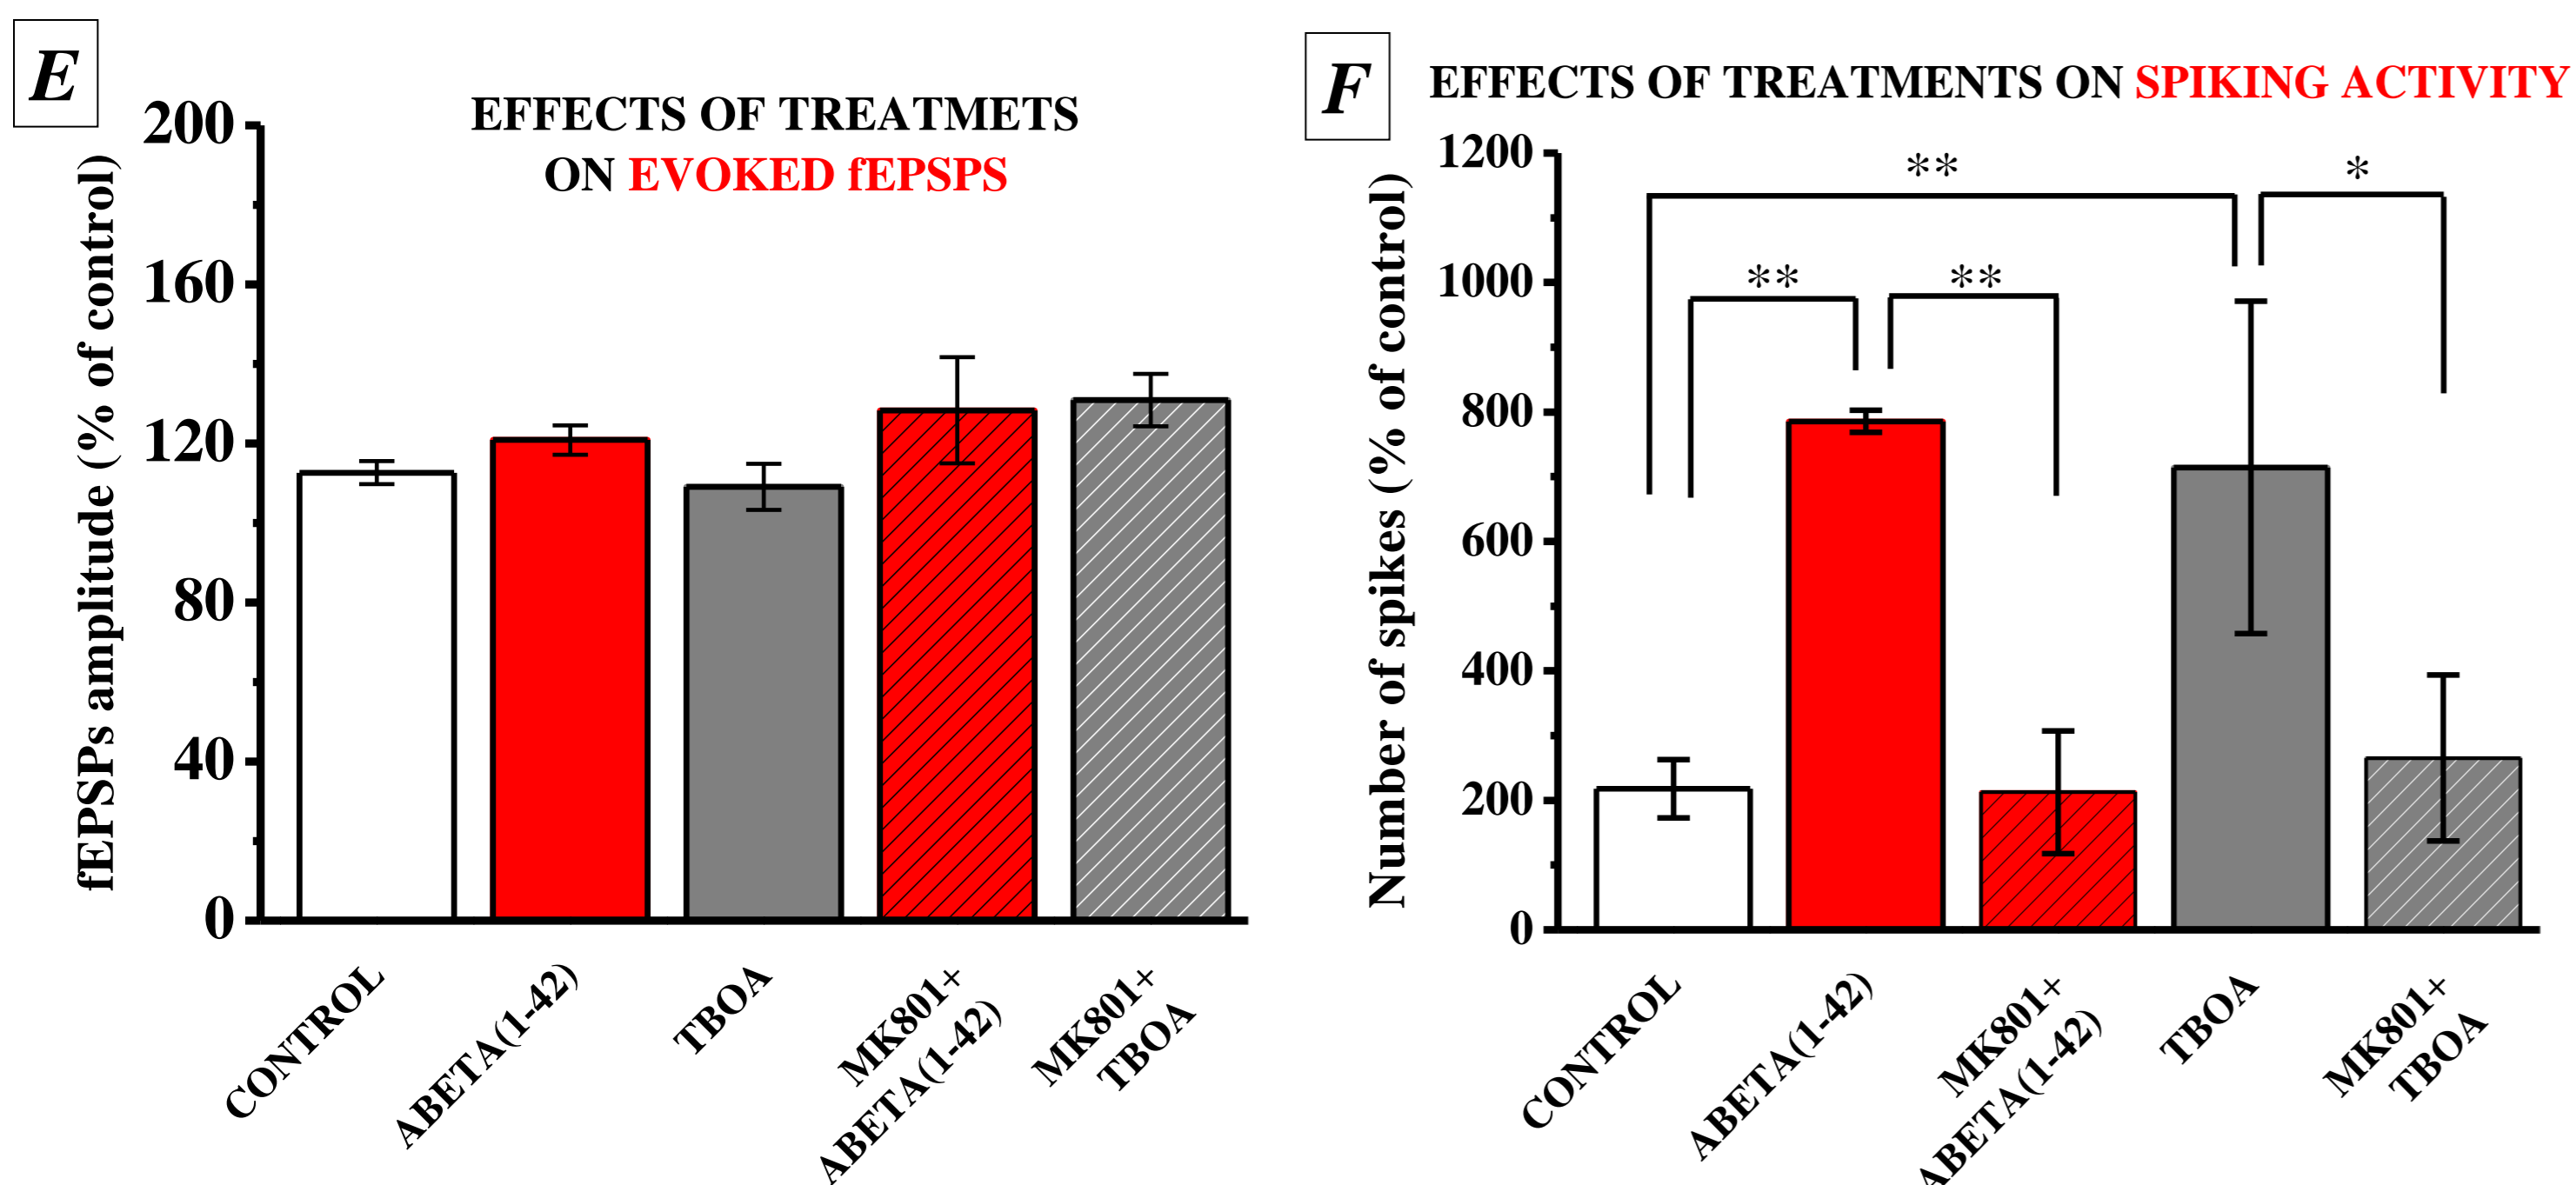 E
EFFECTS OF TREATMETS
ON EVOKED fEPSPS
fEPSPs amplitude (% of control)
200
160
120
80
40
0
CONTROL
ABETA(1-42)
TBOA
MK801+
ABETA(1-42)
MK801+
TBOA
F
EFFECTS OF TREATMENTS ON SPIKING ACTIVITY
Number of spikes (% of control)
1200
1000
800
600
400
200
0
**
*
**
**
CONTROL
ABETA(1-42)
MK801+
ABETA(1-42)
TBOA
MK801+
TBOA